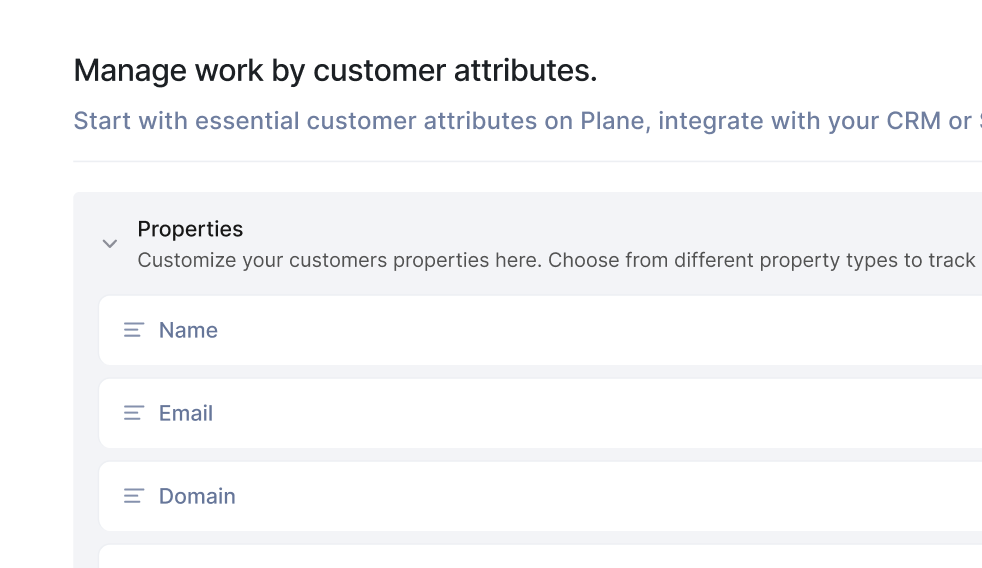 Manage work by customer attributes.
Start with essential customer attributes on Plane, integrate with your CRM or
Properties
Customize your customers properties here. Choose from different property types to track
Name
Email
Domain